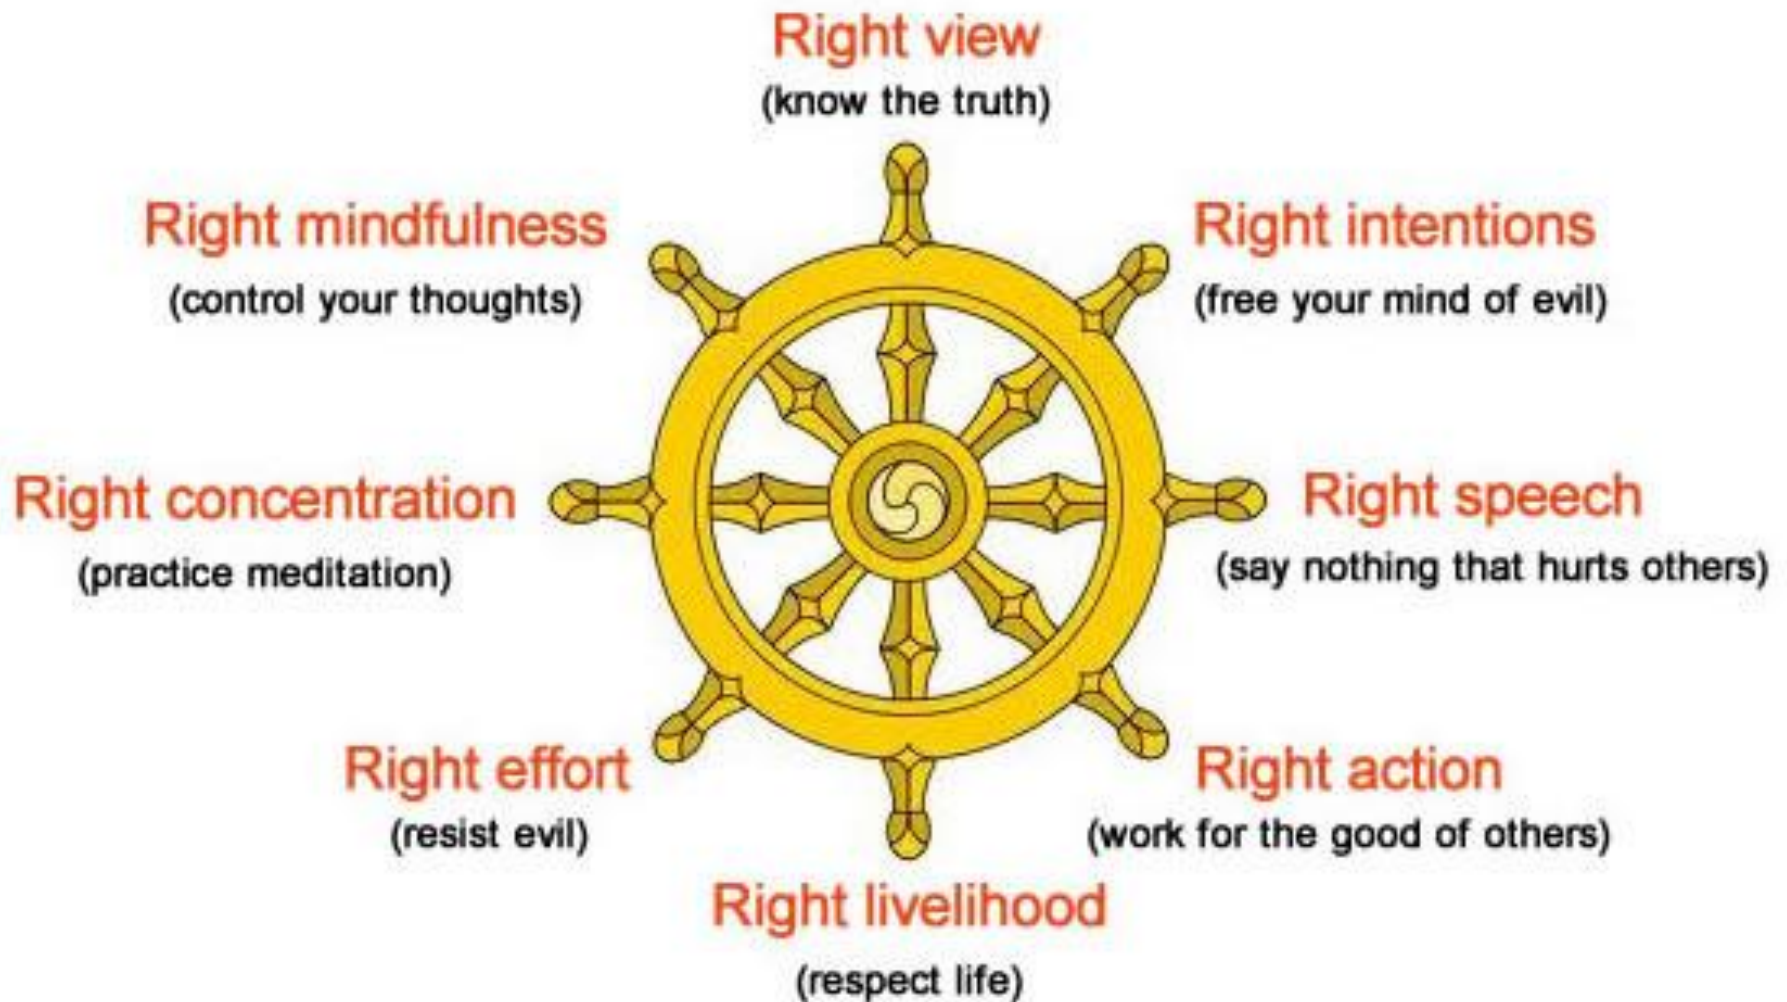 Right view
(know the truth)
Right intentions
(free your mind of evil)
Right speech
(say nothing that hurts others)
Right action
(work for the good of others)
Right livelihood
(respect life)
Right effort
(resist evil)
Right concentration
(practice meditation)
Right mindfulness
(control your thoughts)